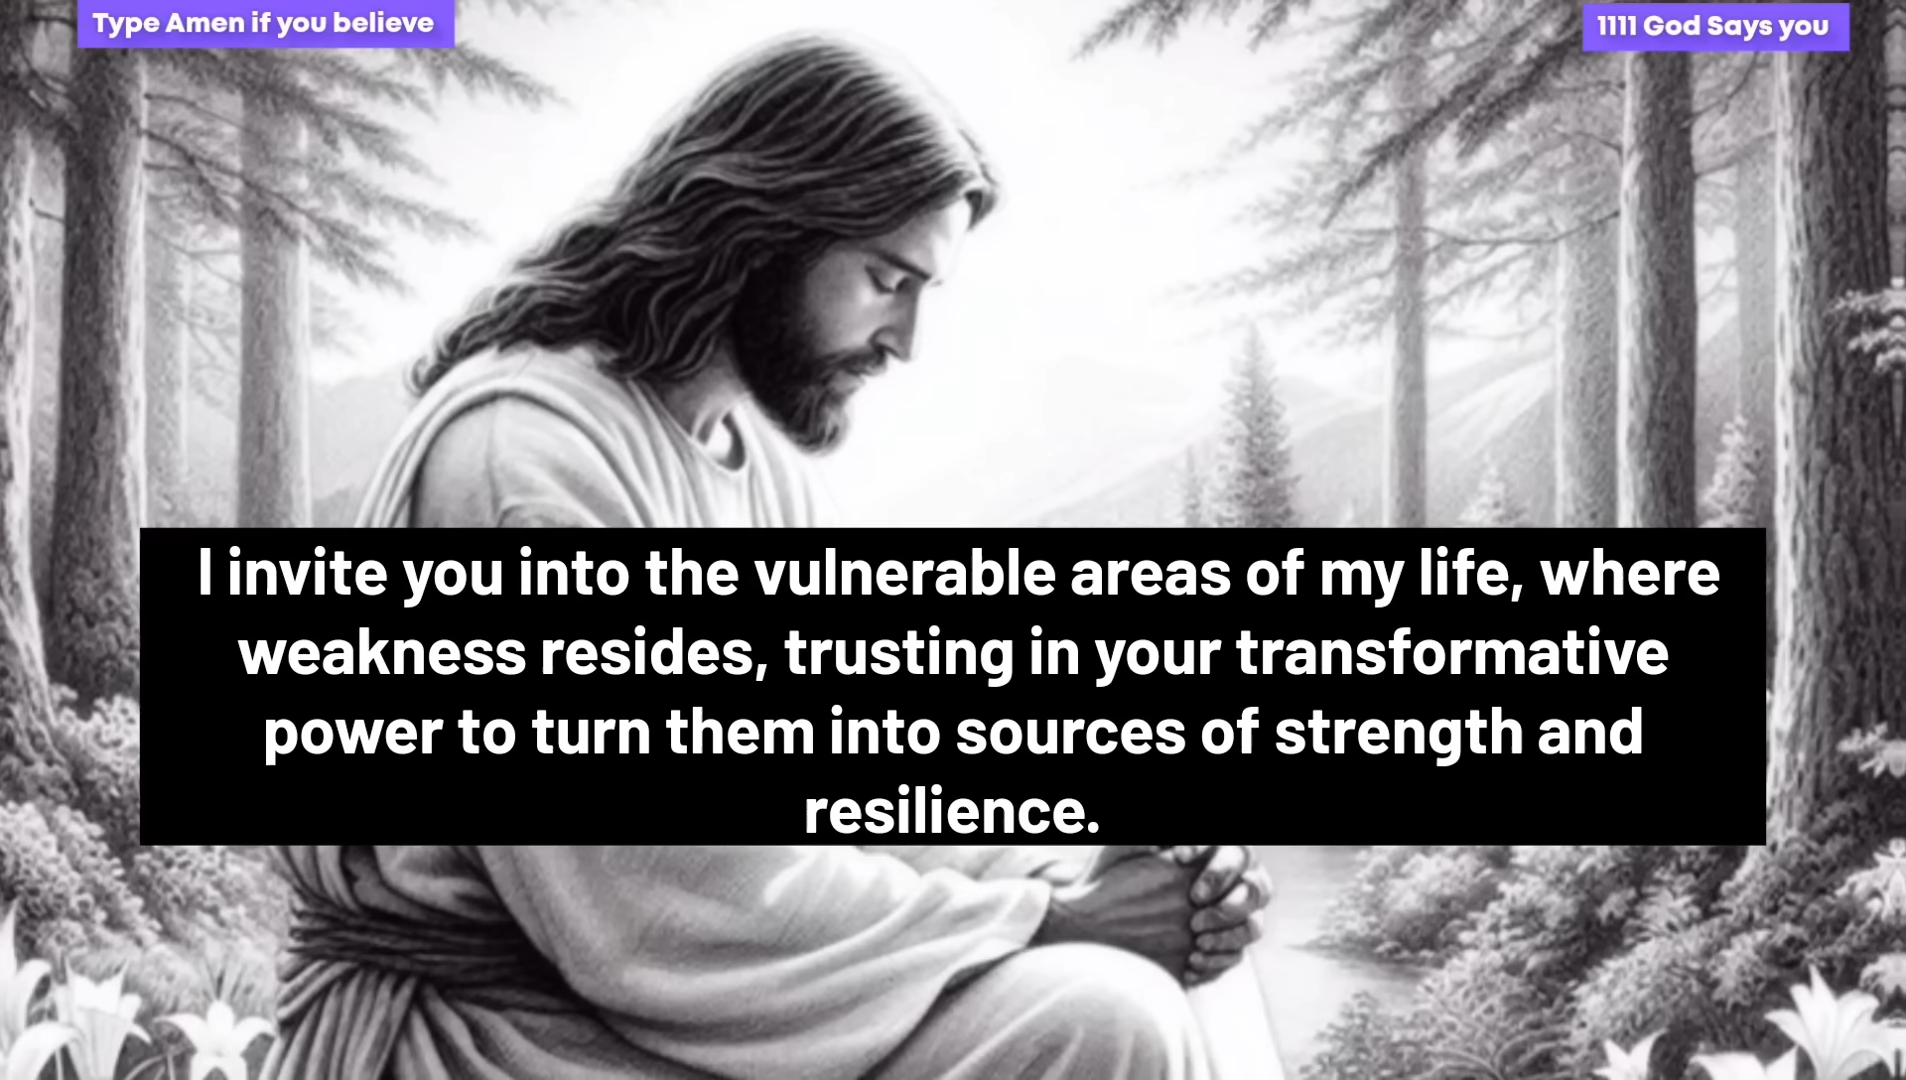 Type Amen if you believe
1111 God Says you
I invite you into the vulnerable areas of my life, where
weakness resides, trusting in your transformative
power to turn them into sources of strength and
resilience.